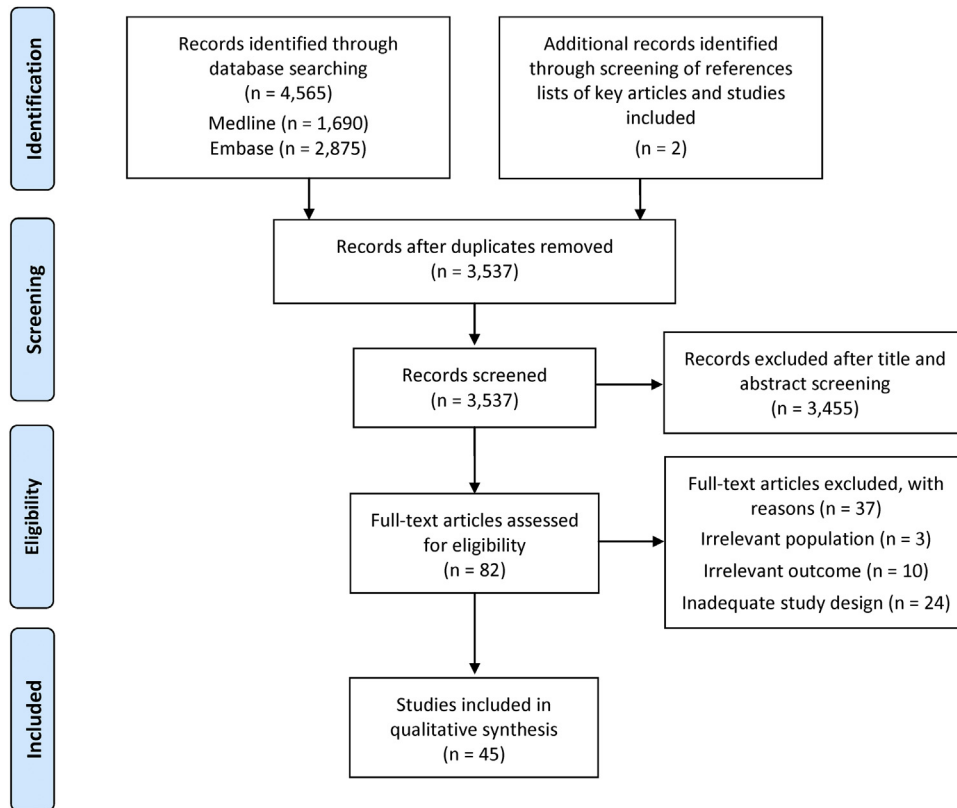 Identification
Records identified through
database searching
(n = 4,565)
Medline (n = 1,690)
Embase (n = 2,875)
Additional records identified
through screening of references
lists of key articles and studies
included
(n = 2)
Screening
Records after duplicates removed
(n = 3,537)
Records screened
(n = 3,537)
Records excluded after title and
abstract screening
(n = 3,455)
Eligibility
Full-text articles assessed
for eligibility
(n = 82)
Full-text articles excluded, with
reasons (n = 37)
Irrelevant population (n = 3)
Irrelevant outcome (n = 10)
Inadequate study design (n = 24)
Included
Studies included in
qualitative synthesis
(n = 45)